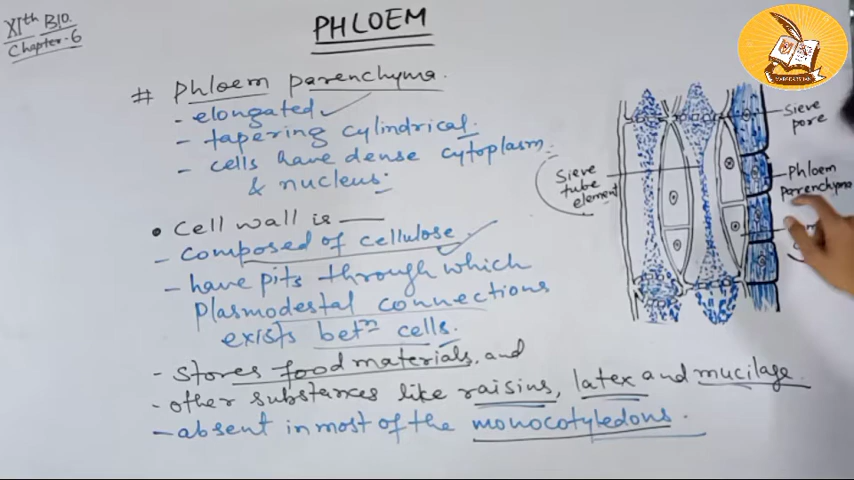 XIth BIO.
Chapter-6
PHLOEM
# Phloem parenchyma.
- elongated
- tapering cylindrical.
- cells have dense cytoplasm
& nucleus.
• Cell wall is —
- composed of cellulose.
- have pits through which
plasmodestal connections
exists betn cells.
- stores food materials, and
- other substances like raisins, latex and mucilage.
- absent in most of the monocotyledons.
Sieve
pore
Sieve
tube
element
Phloem
parenchyma